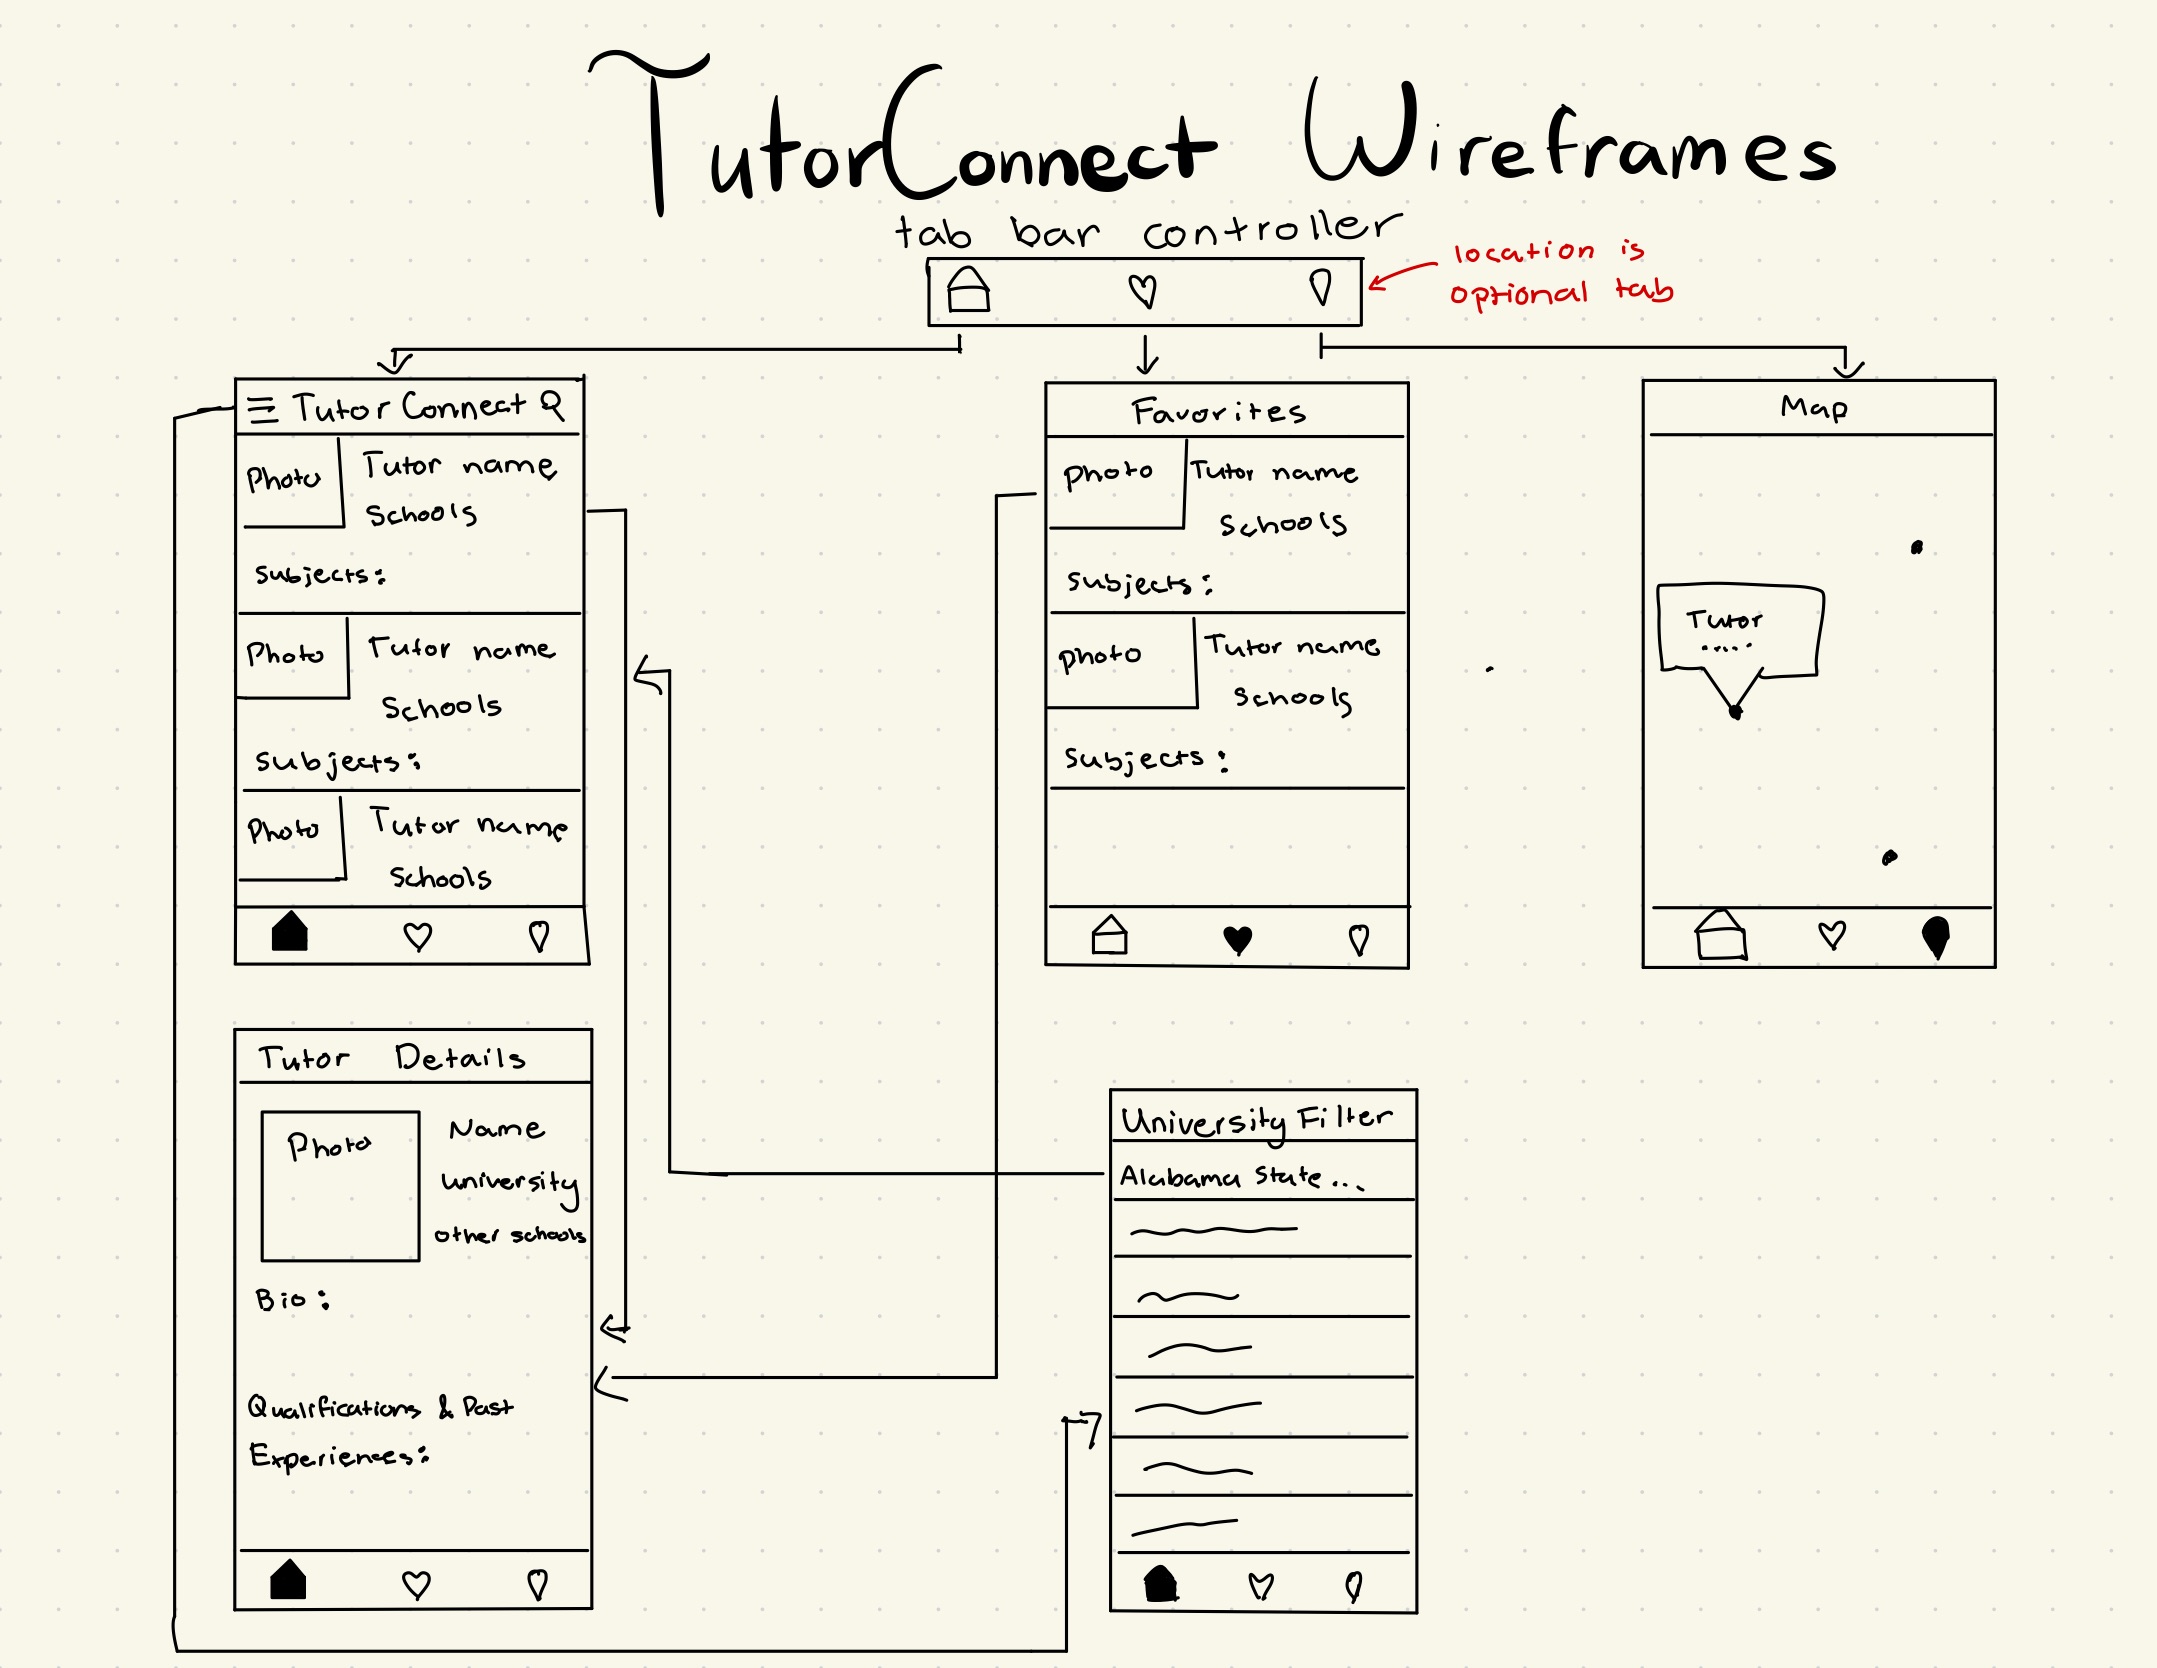 TutorConnect Wireframes
tab bar controller
location is
optional tab
TutorConnect
Photo
Tutor name
Schools
Subjects:
Photo
Tutor name
Schools
Subjects:
Photo
Tutor name
Schools
Favorites
photo
Tutor name
Schools
Subjects:
photo
Tutor name
Schools
Subjects:
Map
Tutor
....
Tutor Details
Photo
Name
university
other schools
Bio:
Qualifications & Past
Experiences:
University Filter
Alabama State...